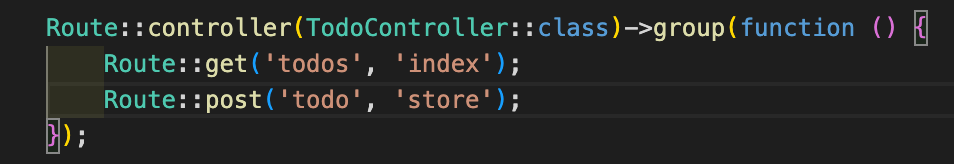 Route::controller(TodoController::class)->group(function () {
    Route::get('todos', 'index');
    Route::post('todo', 'store');
});